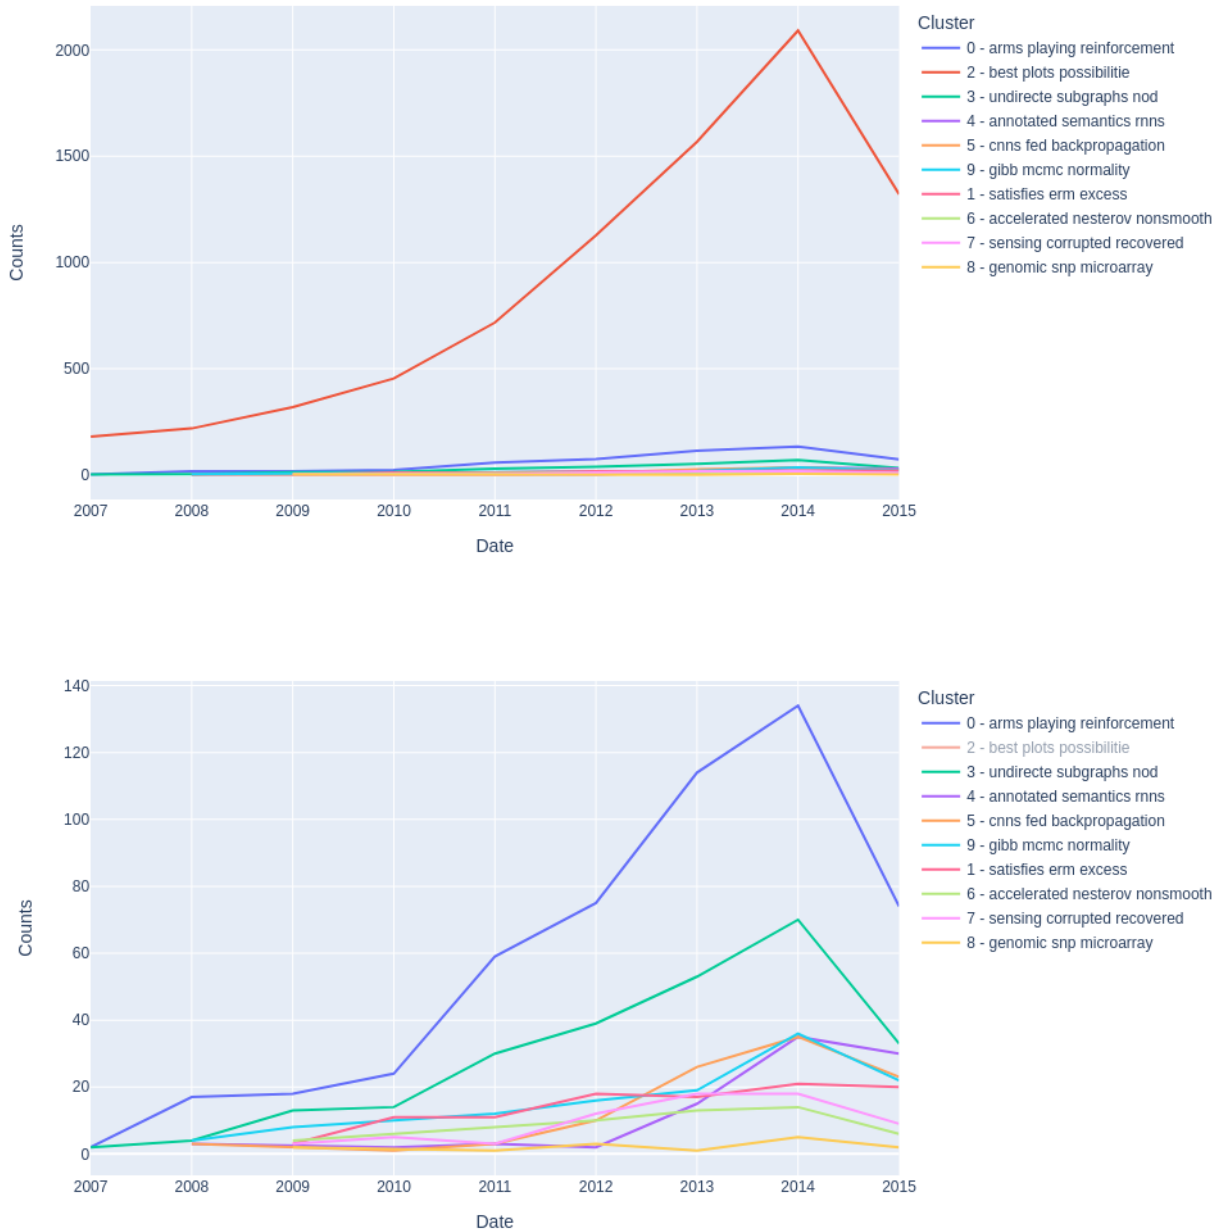 Cluster
0 - arms playing reinforcement
2 - best plots possibilitie
3 - undirecte subgraphs nod
4 - annotated semantics rnns
5 - cnns fed backpropagation
9 - gibb mcmc normality
1 - satisfies erm excess
6 - accelerated nesterov nonsmooth
7 - sensing corrupted recovered
8 - genomic snp microarray
2000
1500
1000
500
0
Counts
2007 2008 2009 2010 2011 2012 2013 2014 2015
Date
Cluster
0 - arms playing reinforcement
2 - best plots possibilitie
3 - undirecte subgraphs nod
4 - annotated semantics rnns
5 - cnns fed backpropagation
9 - gibb mcmc normality
1 - satisfies erm excess
6 - accelerated nesterov nonsmooth
7 - sensing corrupted recovered
8 - genomic snp microarray
140
120
100
80
60
40
20
0
Counts
2007 2008 2009 2010 2011 2012 2013 2014 2015
Date